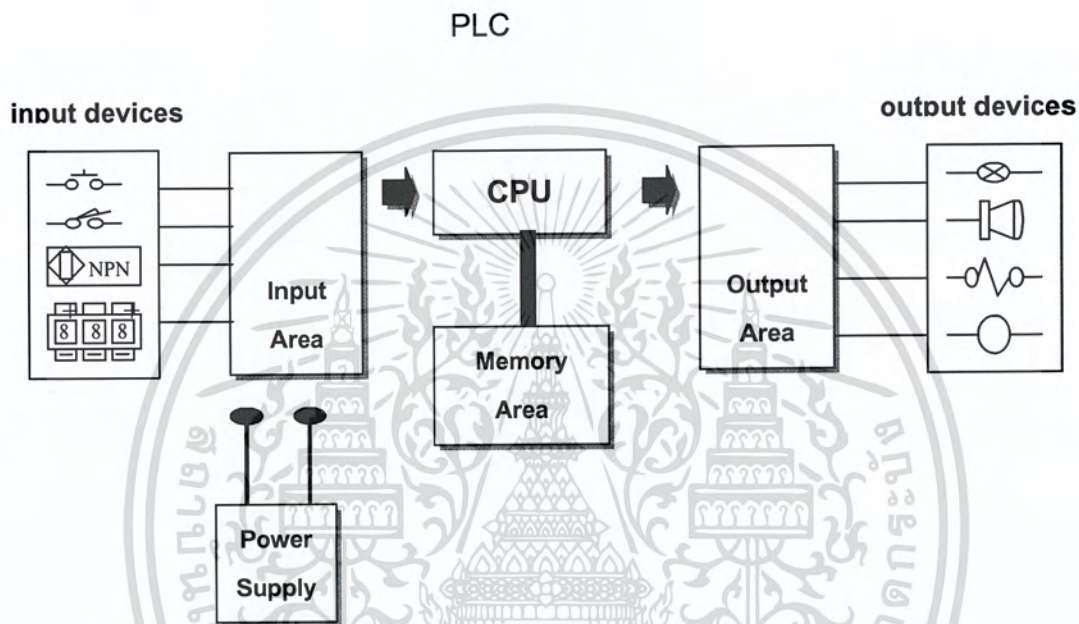 PLC
input devices
output devices
NPN
8 8 8
Input
Area
CPU
Memory
Area
Output
Area
Power
Supply